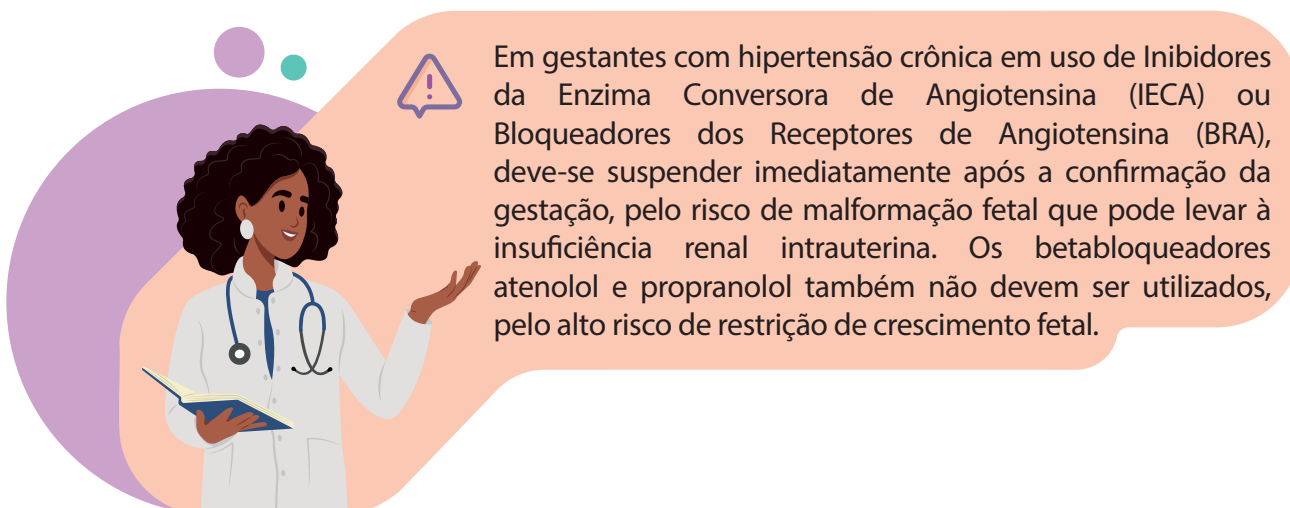 Em gestantes com hipertensão crônica em uso de Inibidores
da Enzima Conversora de Angiotensina (IECA) ou
Bloqueadores dos Receptores de Angiotensina (BRA),
deve-se suspender imediatamente após a confirmação da
gestação, pelo risco de malformação fetal que pode levar à
insuficiência renal intrauterina. Os betabloqueadores
atenolol e propranolol também não devem ser utilizados,
pelo alto risco de restrição de crescimento fetal.